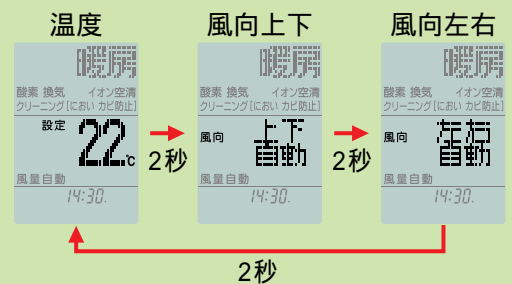 温度
風向上下
風向左右
暖房
酸素 換気 イオン空清
クリーニング[におい カビ防止]
設定 22℃
風量自動
14:30.
暖房
酸素 換気 イオン空清
クリーニング[におい カビ防止]
風向 上下
自動
風量自動
14:30.
暖房
酸素 換気 イオン空清
クリーニング[におい カビ防止]
風向 左右
自動
風量自動
14:30.
2秒
2秒
2秒